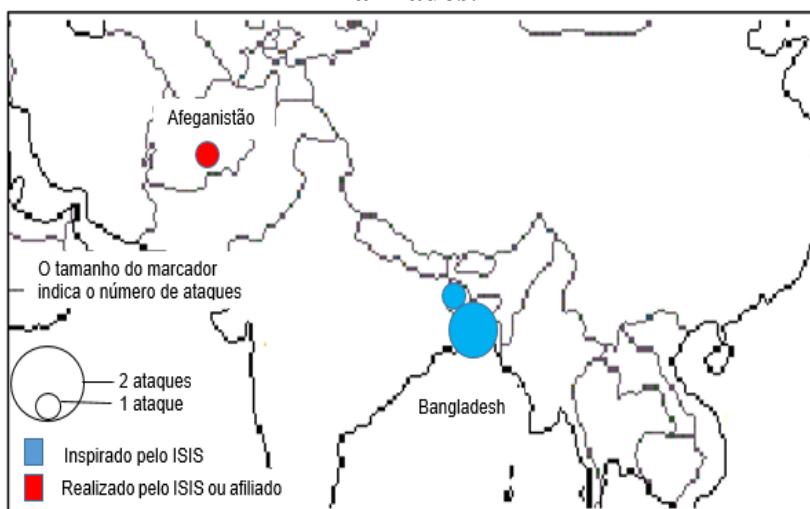 Afeganistão
O tamanho do marcador
indica o número de ataques
2 ataques
1 ataque
Bangladesh
Inspirado pelo ISIS
Realizado pelo ISIS ou afiliado